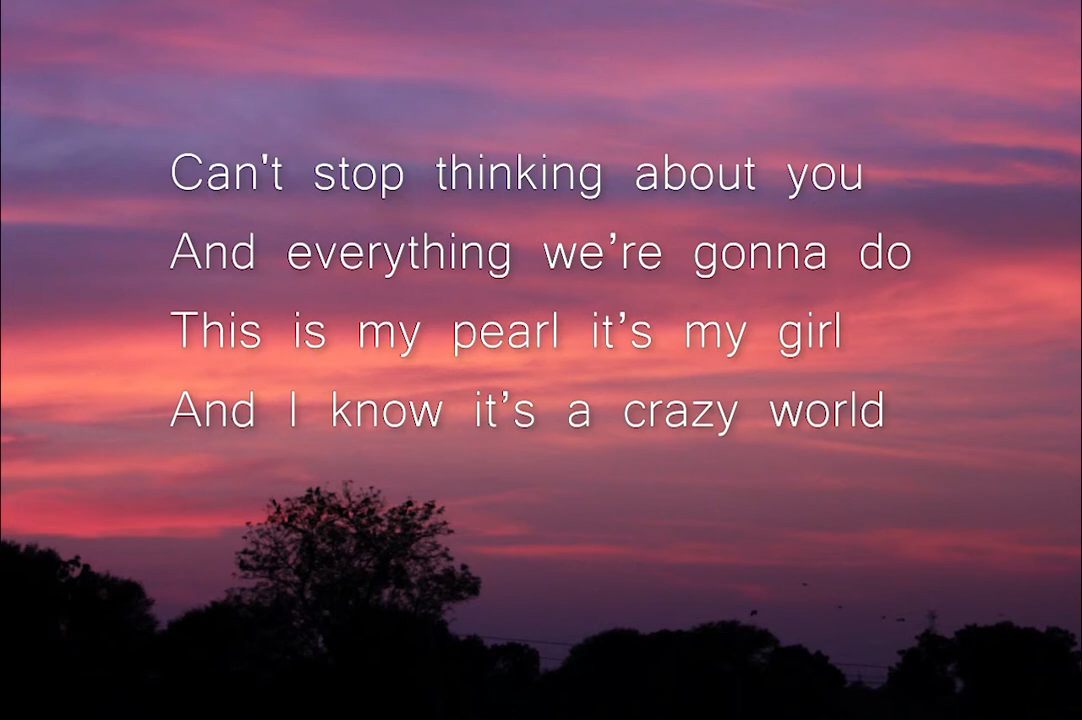 Can't stop thinking about you
And everything we’re gonna do
This is my pearl it’s my girl
And I know it’s a crazy world